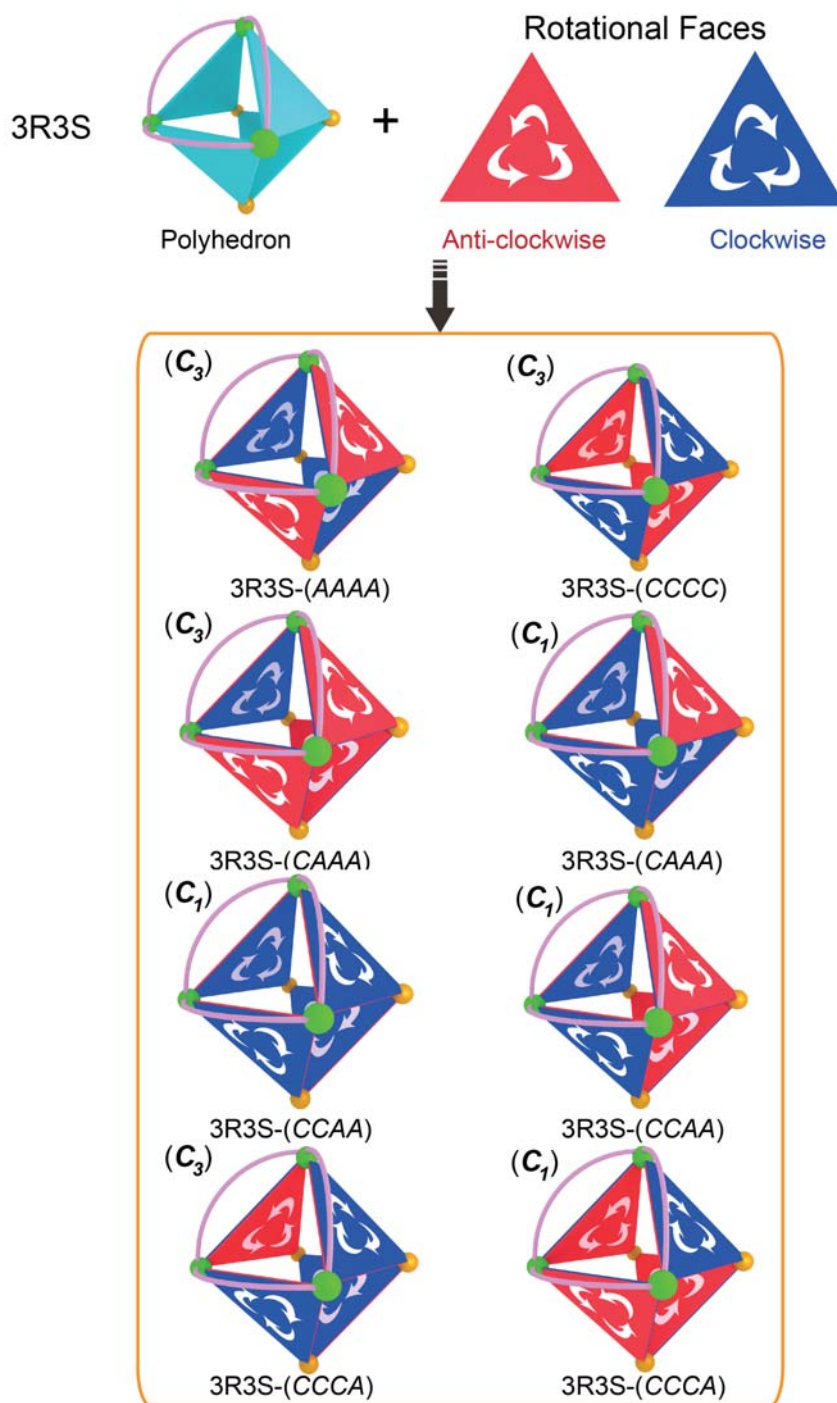 Rotational Faces
3R3S
+
Polyhedron
Anti-clockwise
Clockwise
(C3)
(C3)
3R3S-(AAAA)
3R3S-(CCCC)
(C3)
(C1)
3R3S-(CAAA)
3R3S-(CAAA)
(C1)
(C1)
3R3S-(CCAA)
3R3S-(CCAA)
(C3)
(C1)
3R3S-(CCCA)
3R3S-(CCCA)